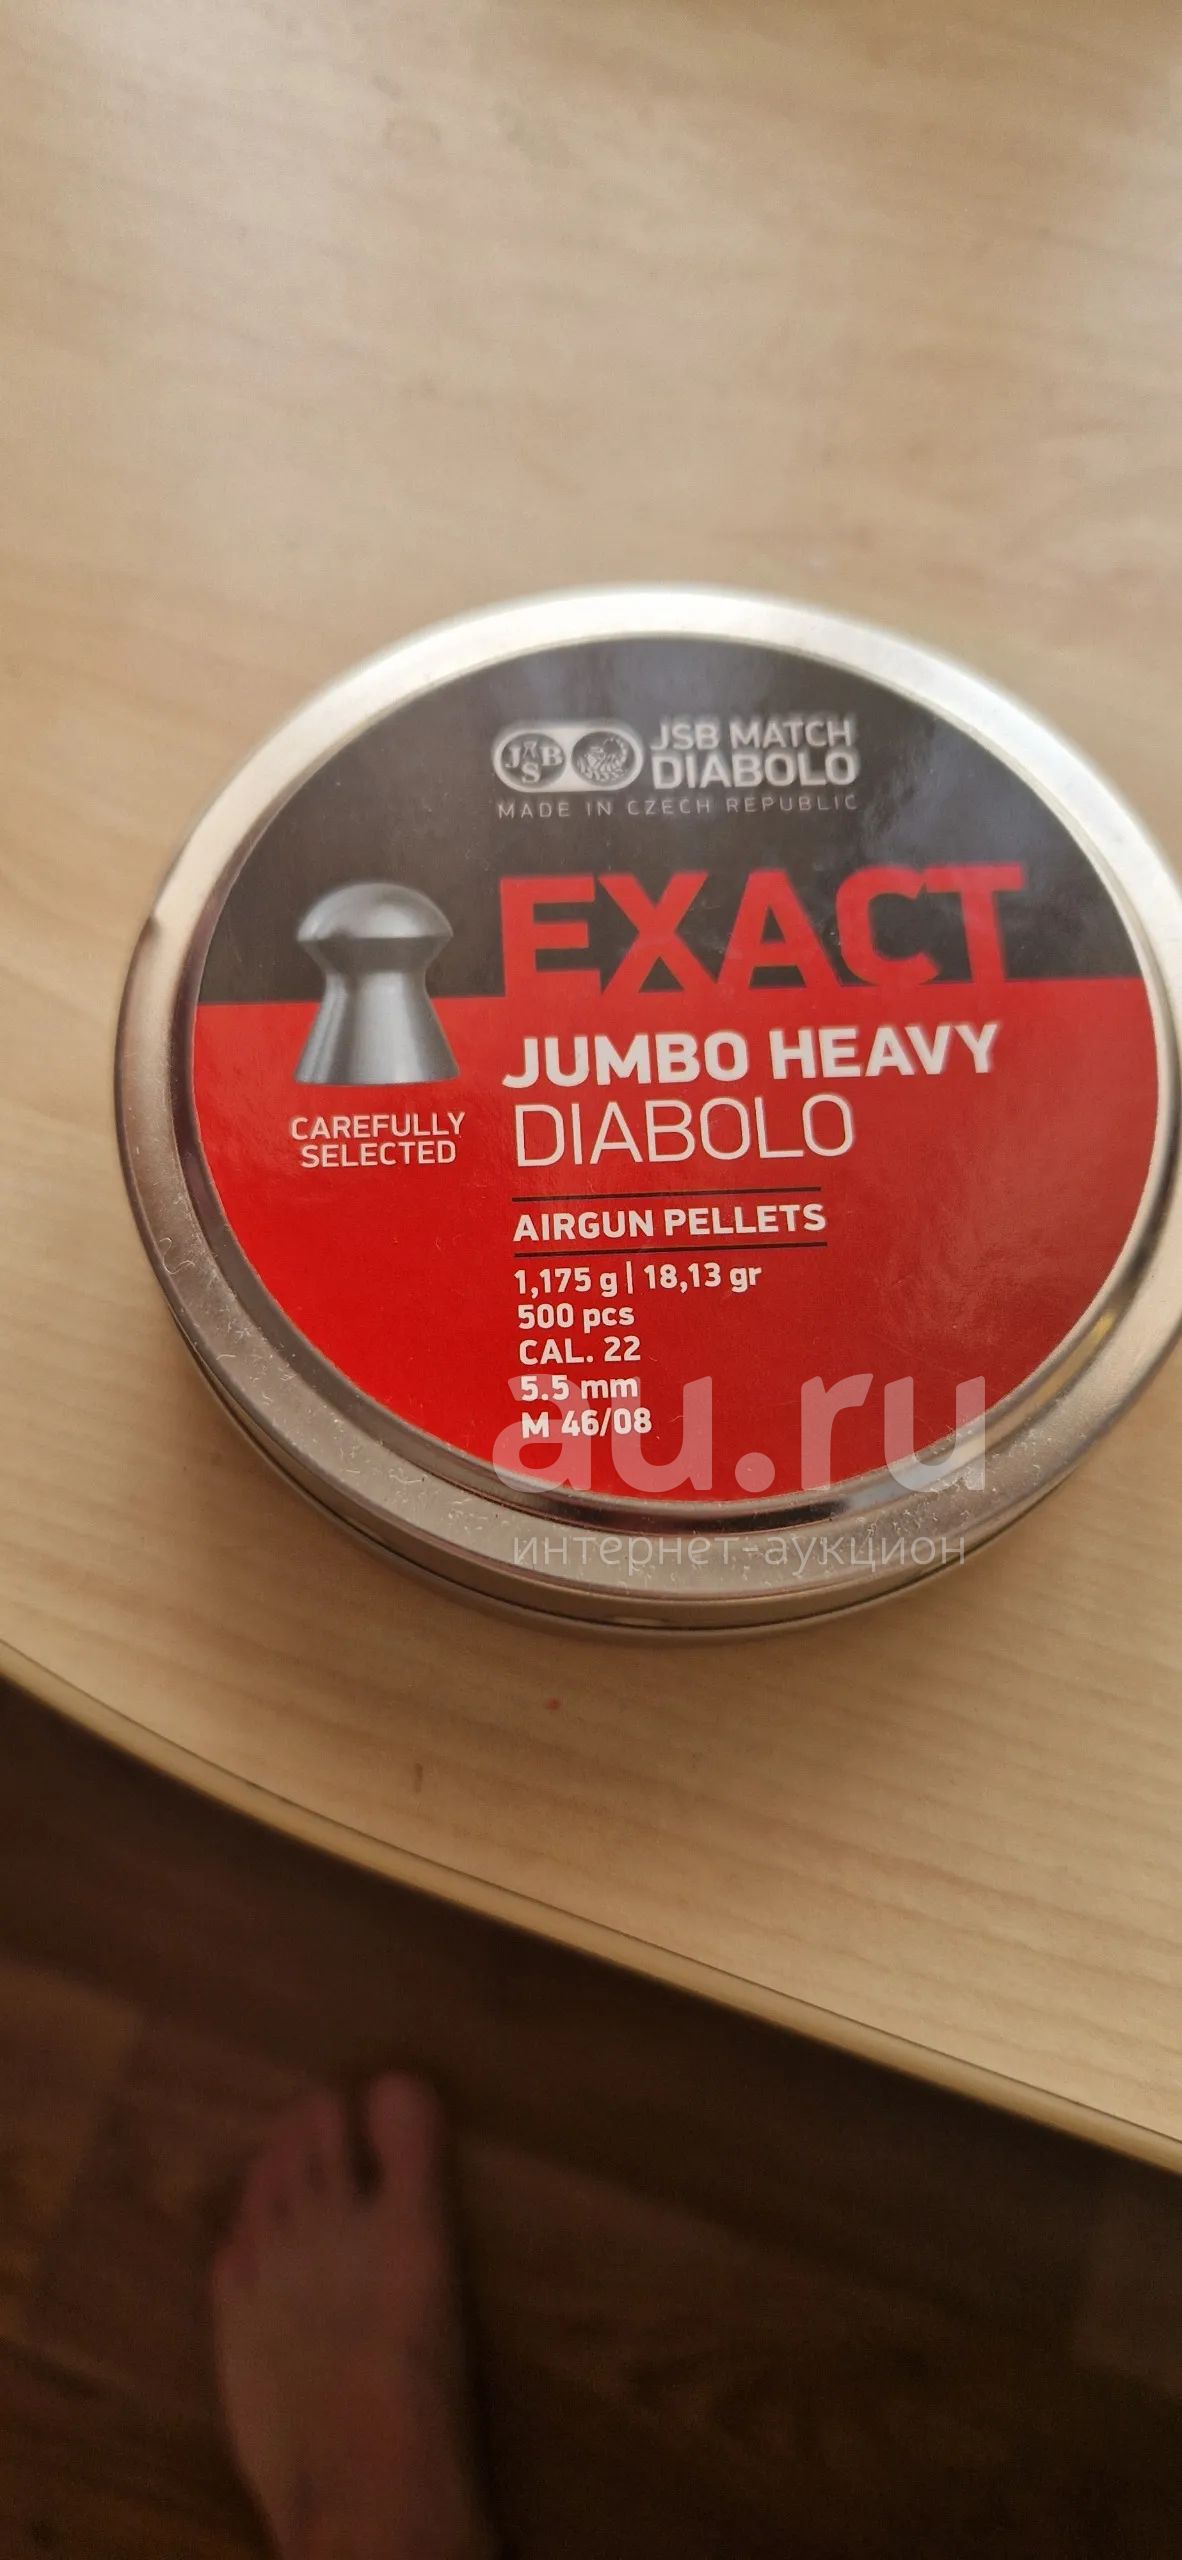 JSB
JSB MATCH
DIABOLO
MADE IN CZECH REPUBLIC
EXACT
JUMBO HEAVY
DIABOLO
CAREFULLY
SELECTED
AIRGUN PELLETS
1,175 g | 18,13 gr
500 pcs
CAL. 22
5.5 mm
M 46/08
au.ru
интернет-аукцион